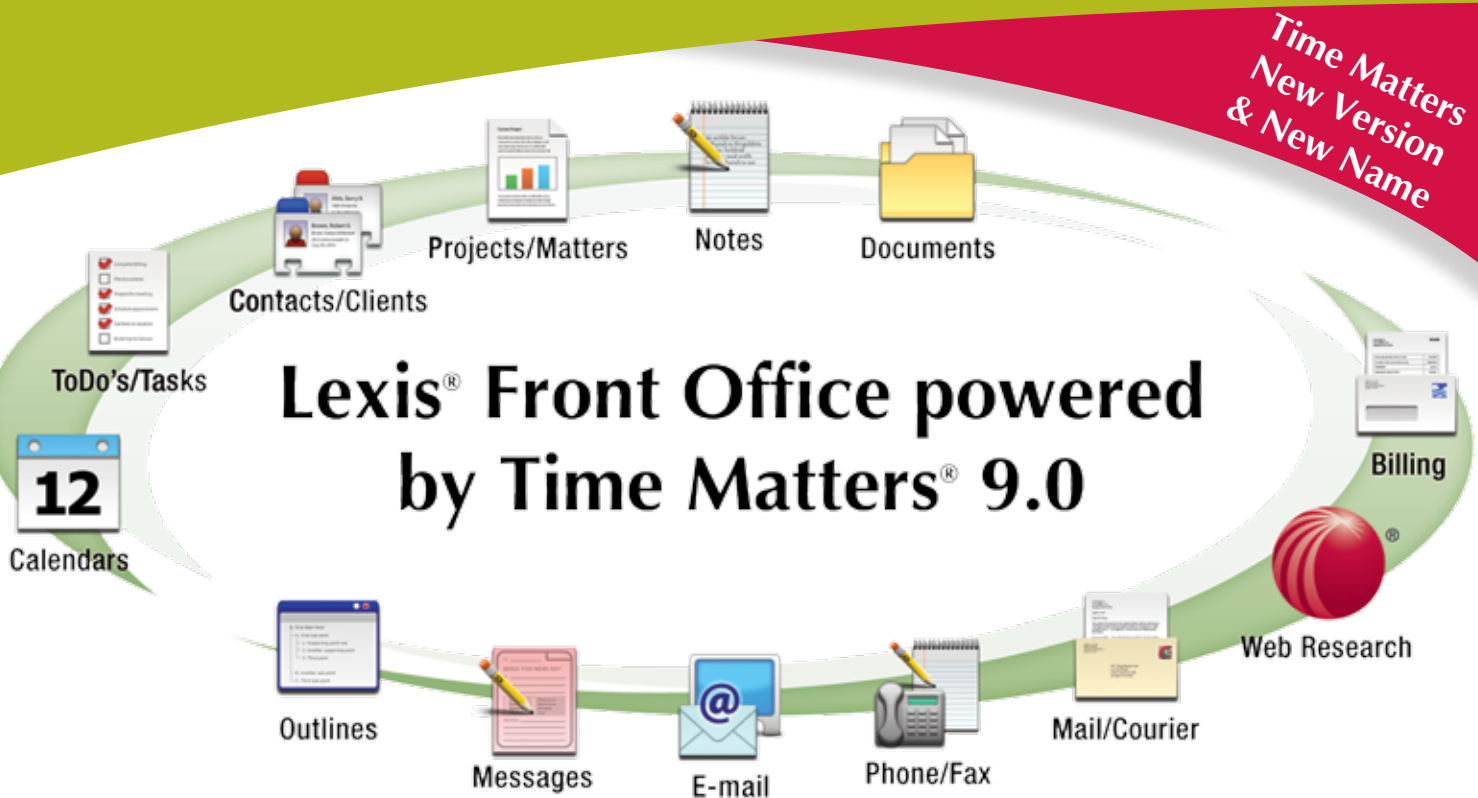 Time Matters
New Version
& New Name
Projects/Matters
Notes
Documents
Contacts/Clients
ToDo's/Tasks
Lexis® Front Office powered
by Time Matters® 9.0
Billing
12
Calendars
®
Web Research
Outlines
Messages
@
E-mail
Phone/Fax
Mail/Courier